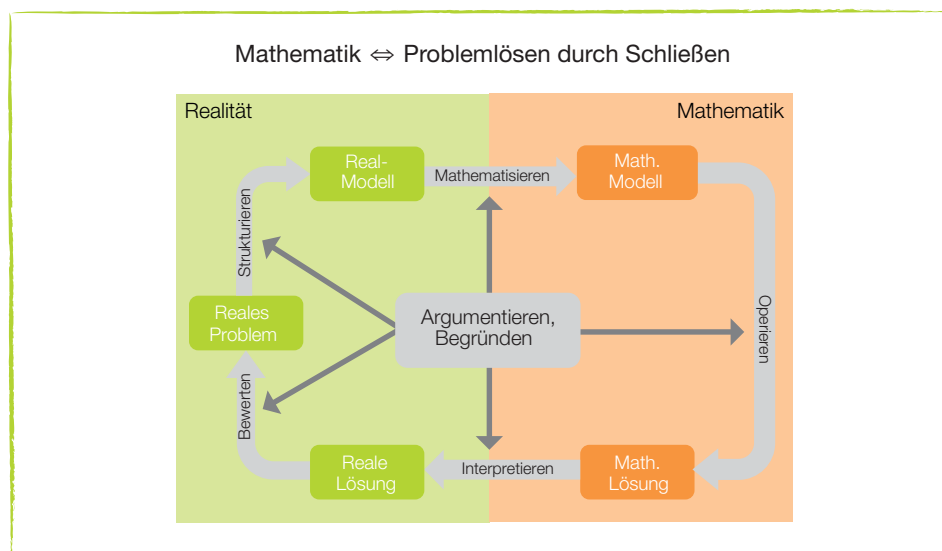 Mathematik ⇔ Problemlösen durch Schließen
Realität
Mathematik
Real-
Modell
Mathematisieren
Math.
Modell
Strukturieren
Reales
Problem
Argumentieren,
Begründen
Operieren
Bewerten
Reale
Lösung
Interpretieren
Math.
Lösung